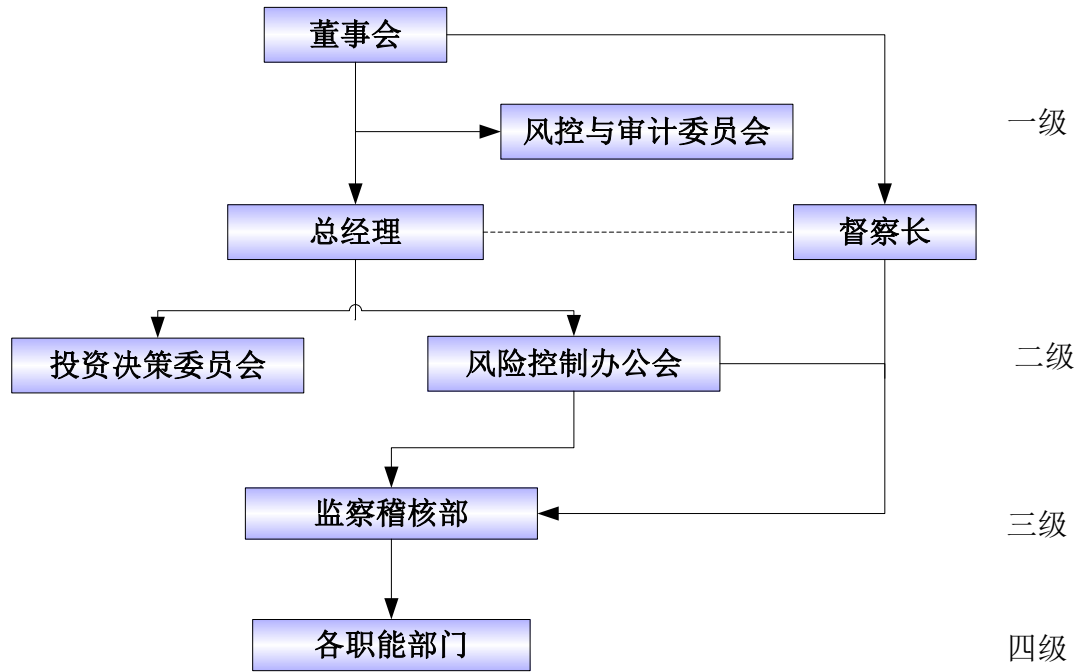 董事会
风控与审计委员会
一级
总经理
督察长
投资决策委员会
风险控制办公会
二级
监察稽核部
三级
各职能部门
四级